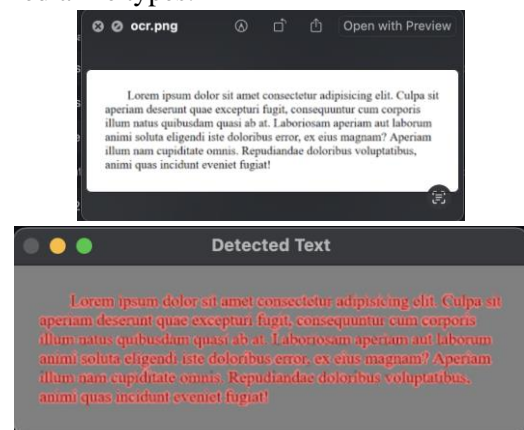 ocr.png
Open with Preview
Lorem ipsum dolor sit amet consectetur adipisicing elit. Culpa sit
aperiam deserunt quae excepturi fugit, consequuntur cum corporis
illum natus quibusdam quasi ab at. Laboriosam aperiam aut laborum
animi soluta eligendi iste doloribus error, ex eius magnam? Aperiam
illum nam cupiditate omnis. Repudiandae doloribus voluptatibus,
animi quas incidunt eveniet fugiat!
Detected Text
Lorem ipsum dolor sit amet consectetur adipisicing elit. Culpa sit
aperiam deserunt quae excepturi fugit, consequuntur cum corporis
illum natus quibusdam quasi ab at. Laboriosam aperiam aut laborum
animi soluta eligendi iste doloribus error, ex eius magnam? Aperiam
illum nam cupiditate omnis. Repudiandae doloribus voluptatibus,
animi quas incidunt eveniet fugiat!